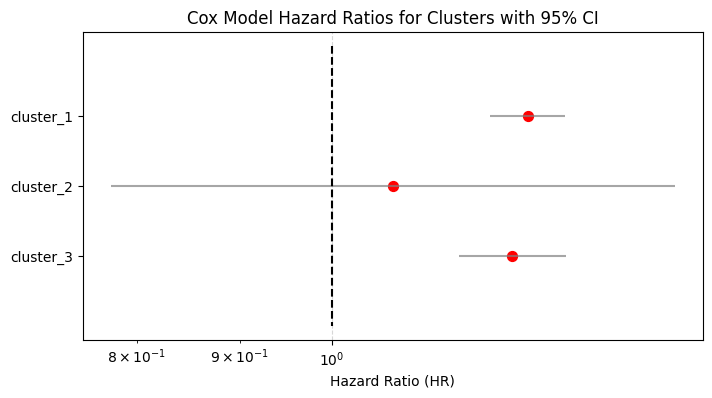 Cox Model Hazard Ratios for Clusters with 95% CI
cluster_1
cluster_2
cluster_3
8 × 10⁻¹
9 × 10⁻¹
10⁰
Hazard Ratio (HR)